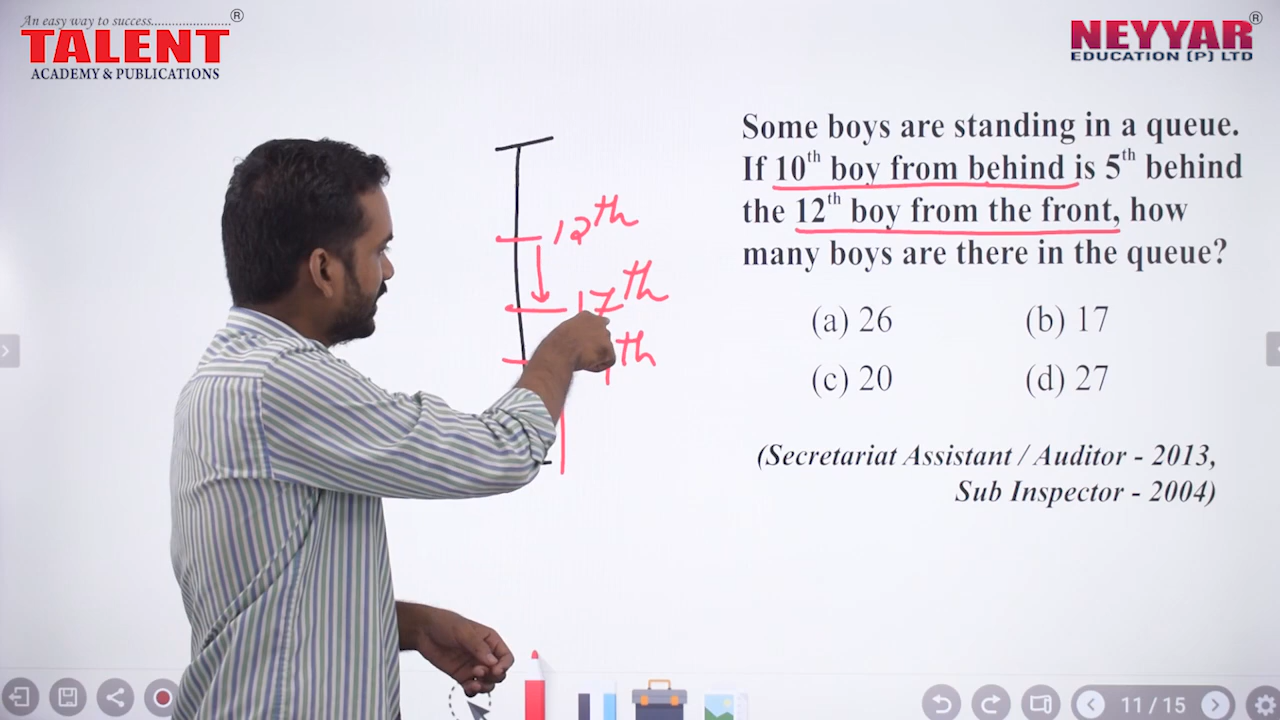 An easy way to success......................
®
TALENT
ACADEMY & PUBLICATIONS
NEYYAR
®
EDUCATION (P) LTD
Some boys are standing in a queue.
If 10th boy from behind is 5th behind
the 12th boy from the front, how
many boys are there in the queue?
(a) 26
(b) 17
(c) 20
(d) 27
(Secretariat Assistant / Auditor - 2013,
Sub Inspector - 2004)
12th
17th
th
11 / 15